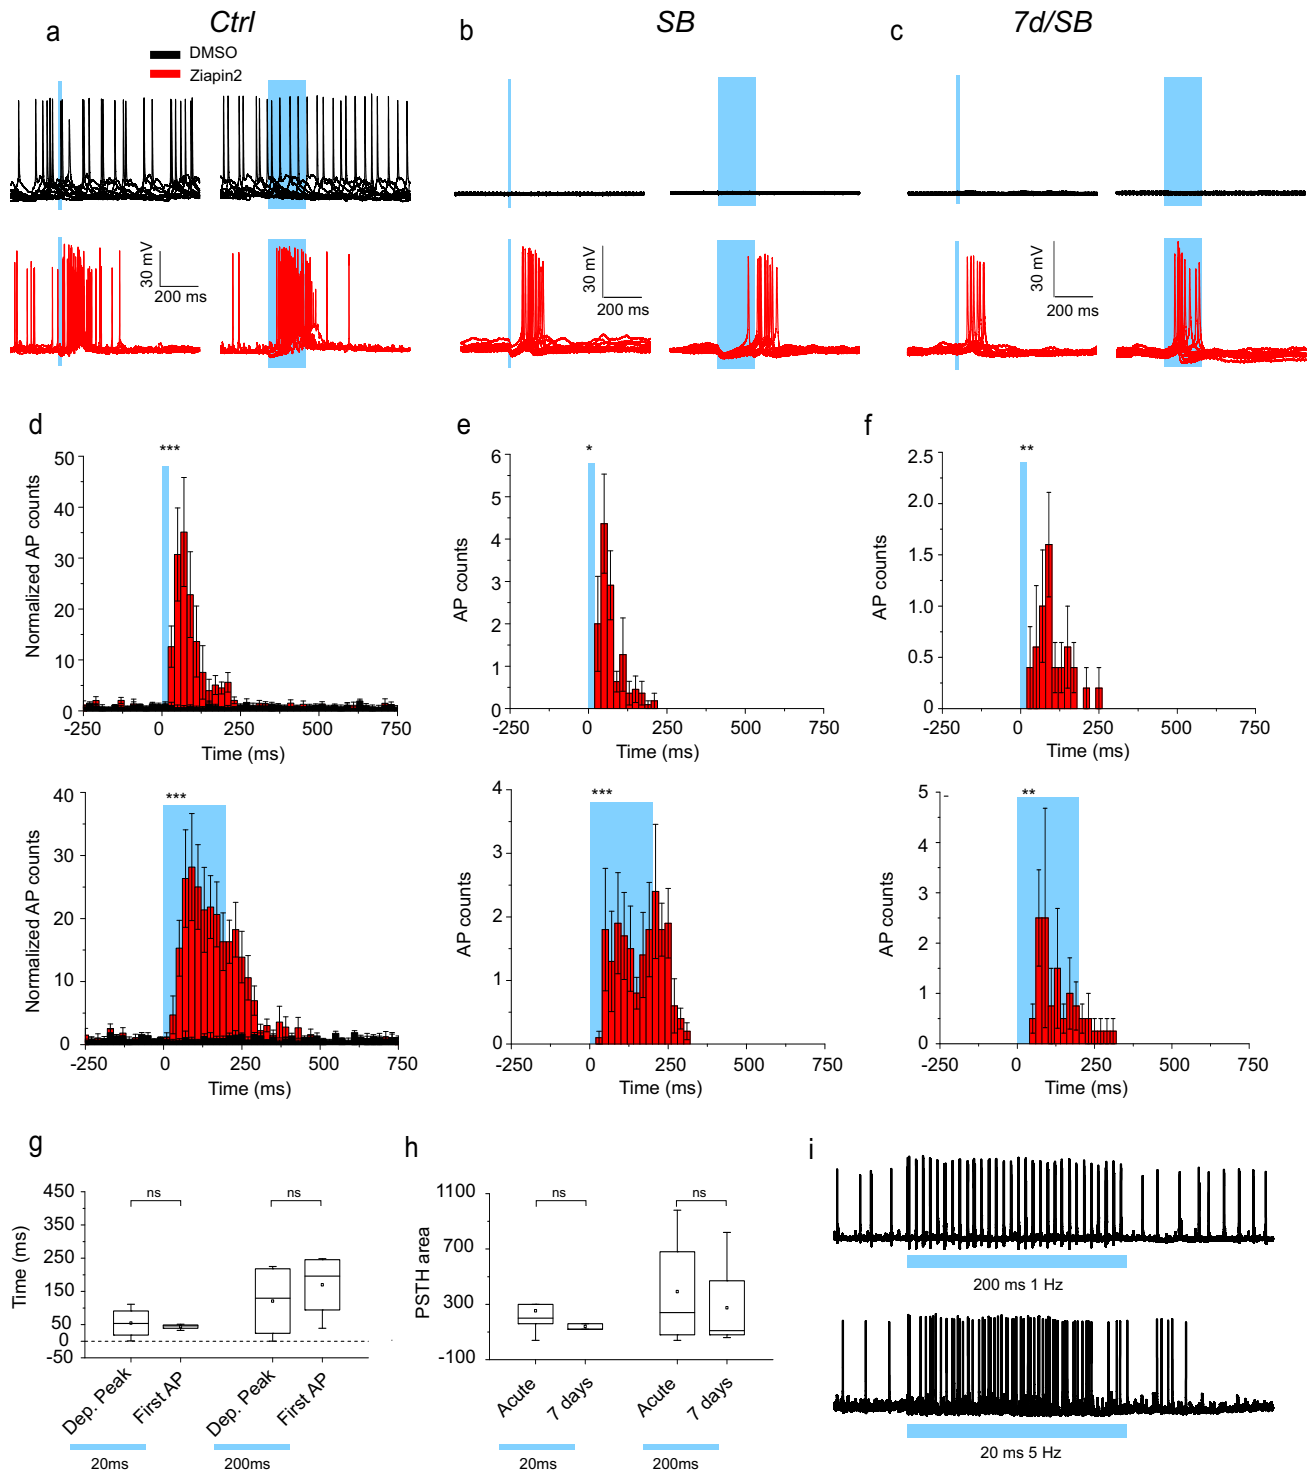 a
Ctrl
b
SB
c
7d/SB
DMSO
Ziapin2
30 mV
200 ms
30 mV
200 ms
30 mV
200 ms
d
e
f
***
50
40
30
20
10
0
Normalized AP counts
-250
0
250
500
750
Time (ms)
*
6
5
4
3
2
1
0
AP counts
-250
0
250
500
750
Time (ms)
**
2.5
2.0
1.5
1.0
0.5
0
AP counts
-250
0
250
500
750
Time (ms)
***
40
30
20
10
0
Normalized AP counts
-250
0
250
500
750
Time (ms)
***
4
3
2
1
0
AP counts
-250
0
250
500
750
Time (ms)
**
5
4
3
2
1
0
AP counts
-250
0
250
500
750
Time (ms)
g
450
350
250
150
50
0
-50
Time (ms)
ns
ns
Dep. Peak
First AP
Dep. Peak
First AP
20ms
200ms
h
1100
700
300
-100
PSTH area
ns
ns
Acute
7 days
Acute
7 days
20ms
200ms
i
200 ms 1 Hz
20 ms 5 Hz